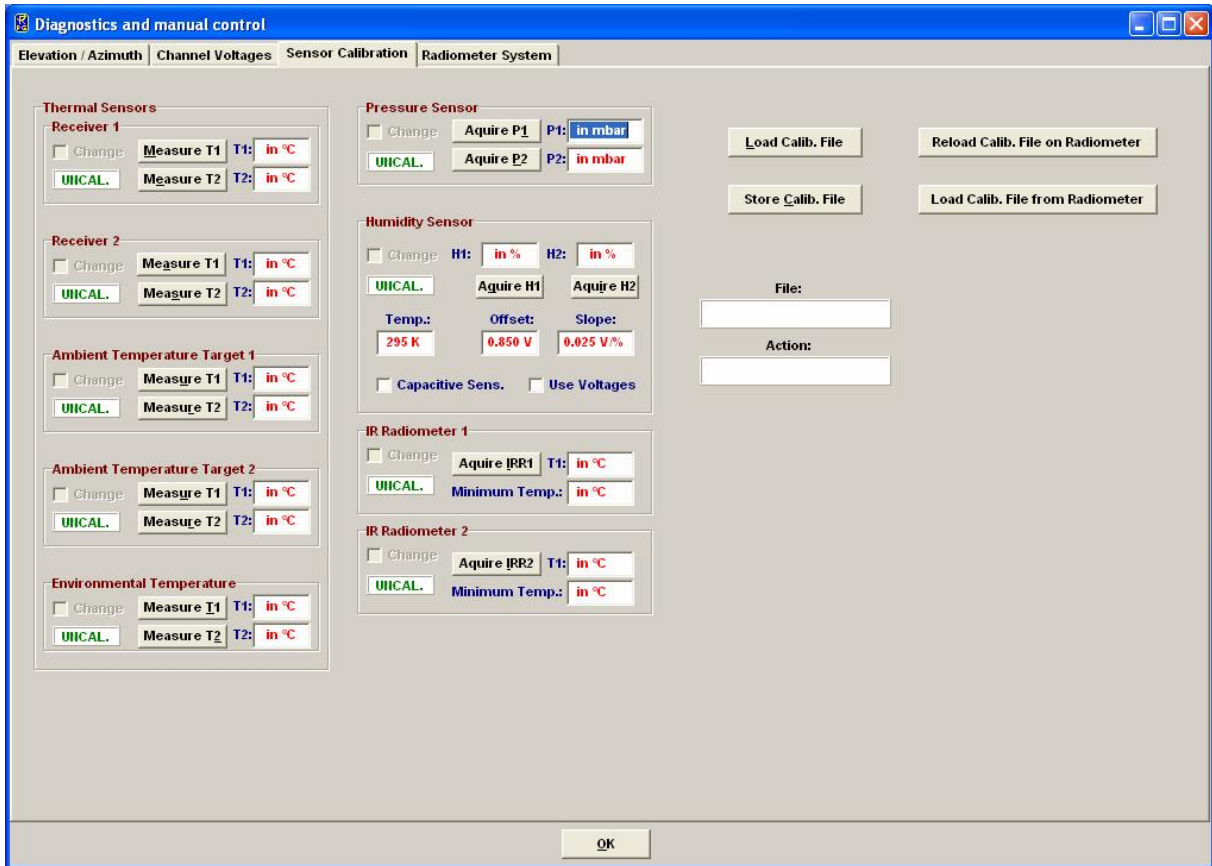 Diagnostics and manual control
Elevation / Azimuth Channel Voltages Sensor Calibration Radiometer System
Thermal Sensors
Receiver 1
Change Measure T1 T1: in °C
UNCAL. Measure T2 T2: in °C
Receiver 2
Change Measure T1 T1: in °C
UNCAL. Measure T2 T2: in °C
Ambient Temperature Target 1
Change Measure T1 T1: in °C
UNCAL. Measure T2 T2: in °C
Ambient Temperature Target 2
Change Measure T1 T1: in °C
UNCAL. Measure T2 T2: in °C
Environmental Temperature
Change Measure T1 T1: in °C
UNCAL. Measure T2 T2: in °C
Pressure Sensor
Change Aquire P1 P1: in mbar
UNCAL. Aquire P2 P2: in mbar
Humidity Sensor
Change H1: in % H2: in %
UNCAL. Aquire H1 Aquire H2
Temp.: Offset: Slope:
295 K 0.850 V 0.025 V/%
Capacitive Sens. Use Voltages
IR Radiometer 1
Change Aquire IRR1 T1: in °C
UNCAL. Minimum Temp.: in °C
IR Radiometer 2
Change Aquire IRR2 T1: in °C
UNCAL. Minimum Temp.: in °C
Load Calib. File Reload Calib. File on Radiometer
Store Calib. File Load Calib. File from Radiometer
File:
Action:
OK